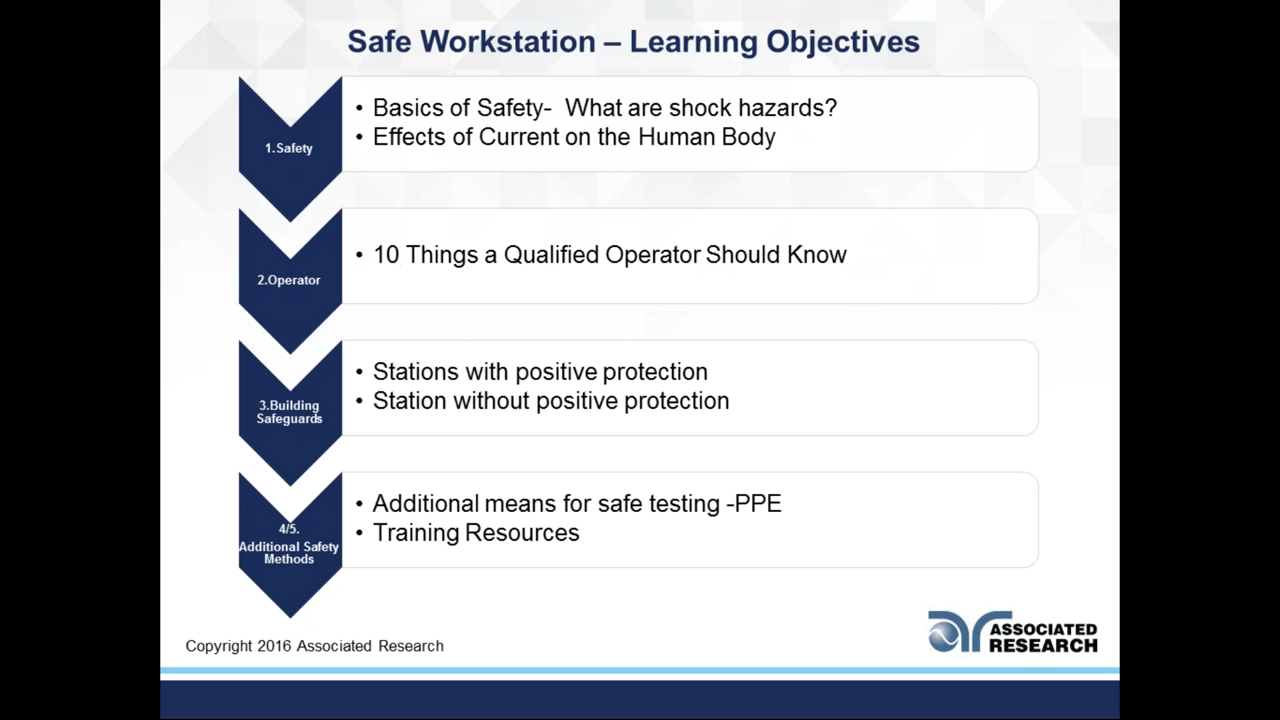 Safe Workstation – Learning Objectives
1.Safety
• Basics of Safety-  What are shock hazards?
• Effects of Current on the Human Body
2.Operator
• 10 Things a Qualified Operator Should Know
3.Building
Safeguards
• Stations with positive protection
• Station without positive protection
4/5.
Additional Safety
Methods
• Additional means for safe testing -PPE
• Training Resources
Copyright 2016 Associated Research
ar ASSOCIATED
RESEARCH